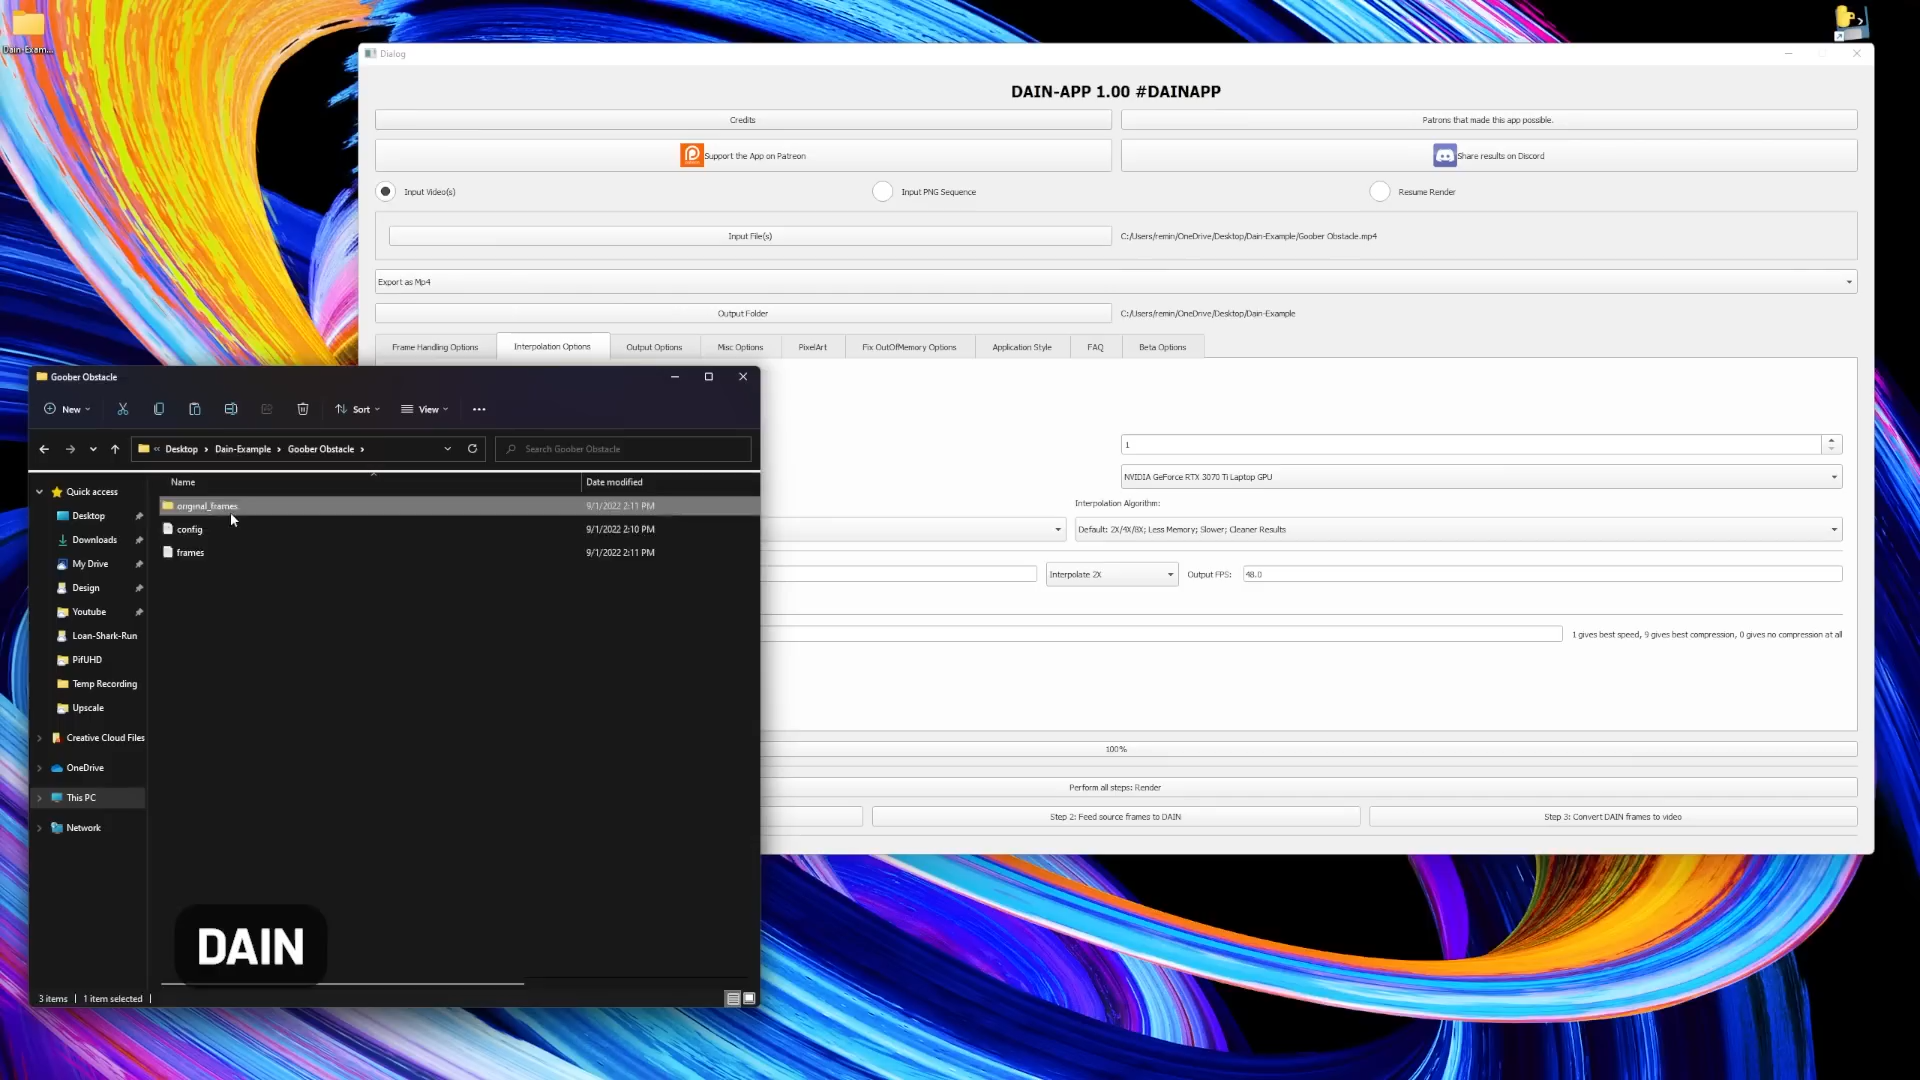 Dain-Exam...
Dialog
DAIN-APP 1.00 #DAINAPP
Credits
Patrons that made this app possible.
Support the App on Patreon
Share results on Discord
Input Video(s)
Input PNG Sequence
Resume Render
Input File(s)
C:/Users/remin/OneDrive/Desktop/Dain-Example/Goober Obstacle.mp4
Export as Mp4
Output Folder
C:/Users/remin/OneDrive/Desktop/Dain-Example
Frame Handling Options
Interpolation Options
Output Options
Misc Options
PixelArt
Fix OutOfMemory Options
Application Style
FAQ
Beta Options
1
NVIDIA GeForce RTX 3070 Ti Laptop GPU
Interpolation Algorithm:
Default: 2X/4X/8X; Less Memory; Slower; Cleaner Results
Interpolate 2X
Output FPS:
48.0
1 gives best speed, 9 gives best compression, 0 gives no compression at all
100%
Perform all steps: Render
Step 2: Feed source frames to DAIN
Step 3: Convert DAIN frames to video
Goober Obstacle
New
Sort
View
Desktop > Dain-Example > Goober Obstacle >
Search Goober Obstacle
Name
Date modified
Quick access
Desktop
Downloads
My Drive
Design
Youtube
Loan-Shark-Run
PifUHD
Temp Recording
Upscale
Creative Cloud Files
OneDrive
This PC
Network
original_frames
9/1/2022 2:11 PM
config
9/1/2022 2:10 PM
frames
9/1/2022 2:11 PM
DAIN
3 items
1 item selected